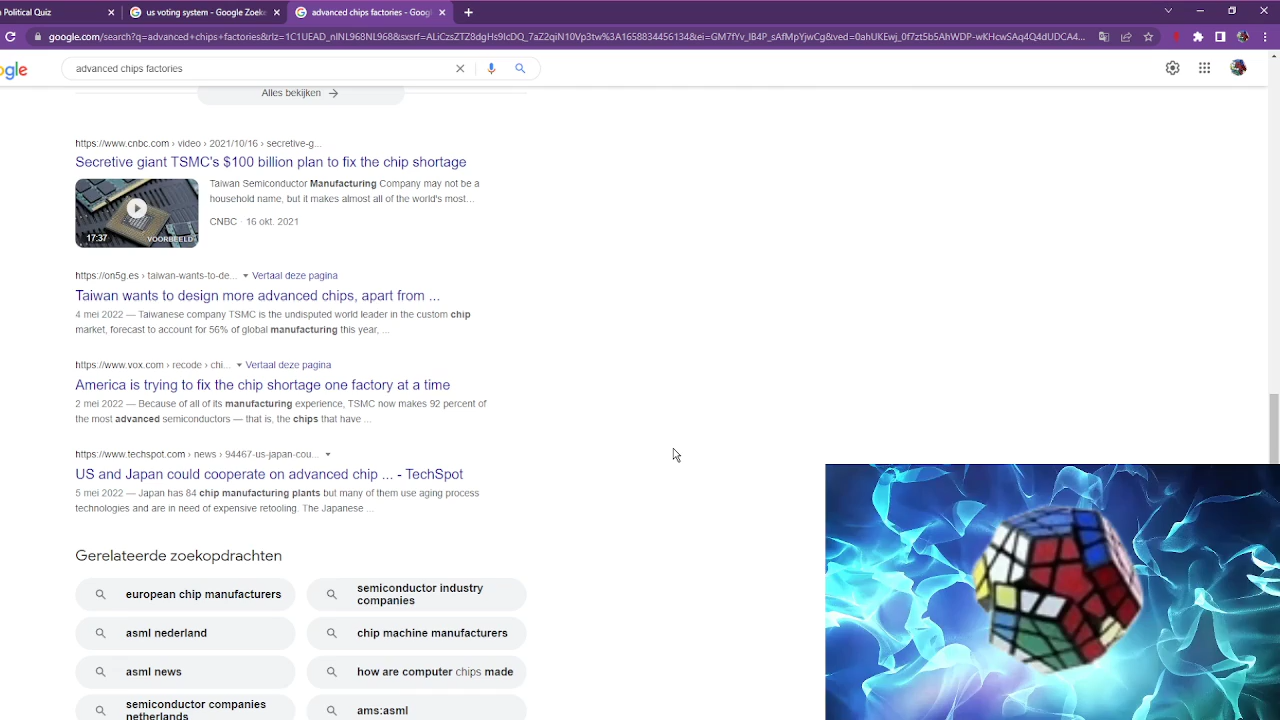 Political Quiz
us voting system - Google Zoeke
advanced chips factories - Googl
google.com/search?q=advanced+chips+factories&rlz=1C1UEAD_nlNL968NL968&sxsrf=ALiCzsZTZ8dgHs9IcDQ_7aZ2qiN10Vp3tw%3A1658834456134&ei=GM7fYv_IB4P_sAfMpYjwCg&ved=0ahUKEwj_0f7zt5b5AhWDP-wKHcwSAq4Q4dUDCA4...
gle
advanced chips factories
Alles bekijken →
https://www.cnbc.com › video › 2021/10/16 › secretive-g...
Secretive giant TSMC's $100 billion plan to fix the chip shortage
Taiwan Semiconductor Manufacturing Company may not be a
household name, but it makes almost all of the world's most...
CNBC · 16 okt. 2021
17:37 VOORBEELD
https://on5g.es › taiwan-wants-to-de... Vertaal deze pagina
Taiwan wants to design more advanced chips, apart from ...
4 mei 2022 — Taiwanese company TSMC is the undisputed world leader in the custom chip
market, forecast to account for 56% of global manufacturing this year, ...
https://www.vox.com › recode › chi... Vertaal deze pagina
America is trying to fix the chip shortage one factory at a time
2 mei 2022 — Because of all of its manufacturing experience, TSMC now makes 92 percent of
the most advanced semiconductors — that is, the chips that have ...
https://www.techspot.com › news › 94467-us-japan-cou...
US and Japan could cooperate on advanced chip ... - TechSpot
5 mei 2022 — Japan has 84 chip manufacturing plants but many of them use aging process
technologies and are in need of expensive retooling. The Japanese ...
Gerelateerde zoekopdrachten
european chip manufacturers
semiconductor industry
companies
asml nederland
chip machine manufacturers
asml news
how are computer chips made
semiconductor companies
netherlands
ams:asml